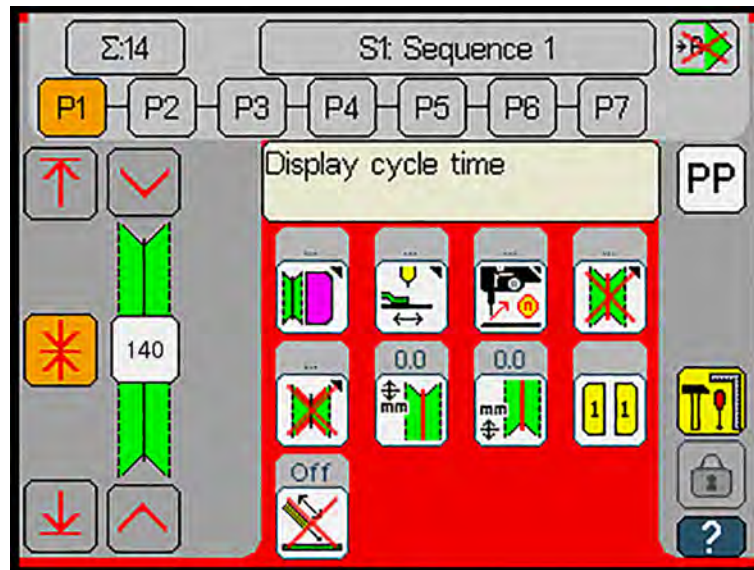 Σ:14
S1: Sequence 1
P1 P2 P3 P4 P5 P6 P7
Display cycle time
PP
... ... ... ...
140
... 0.0 0.0
mm mm 1 1
Off
?